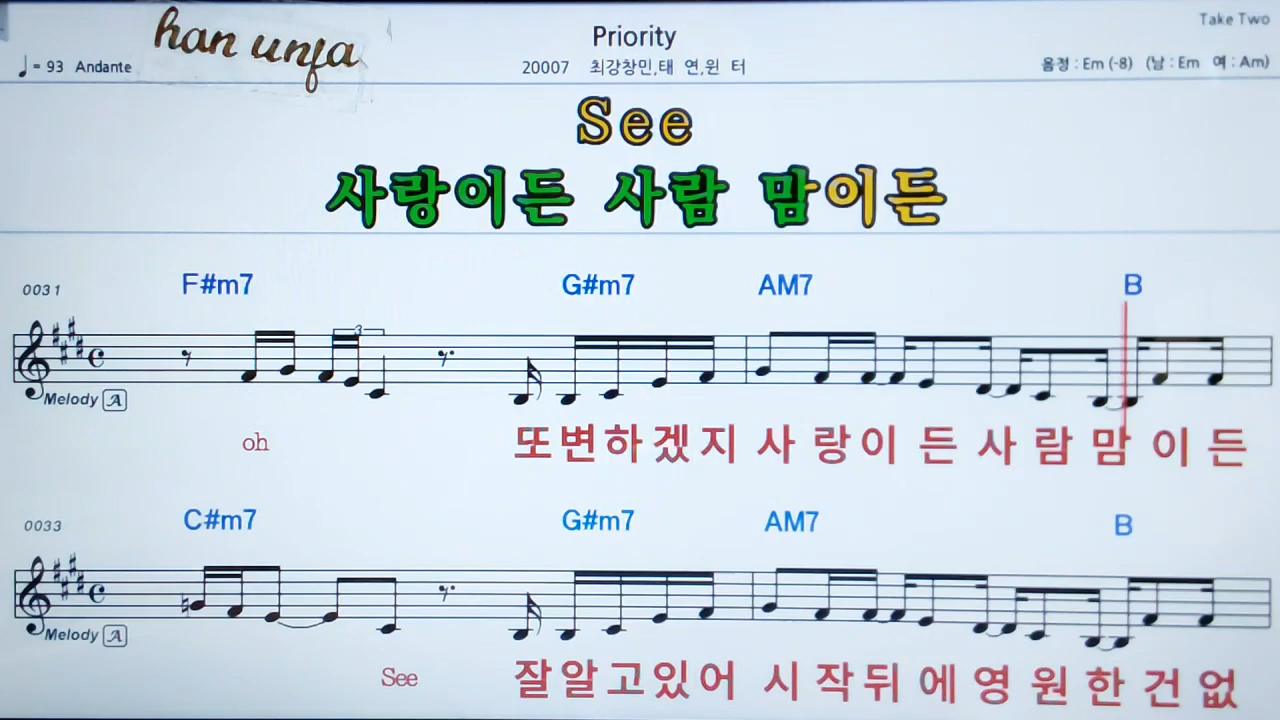 Take Two
han unja
Priority
♩= 93 Andante
20007 최강창민,태 연,윈 터
음정 : Em (-8) (남 : Em 여 : Am)
See
사랑이든 사람 맘이든
0031 F#m7 G#m7 AM7 B
3
Melody A
oh 또변하겠지 사 랑이 든 사 람 맘 이 든
0033 C#m7 G#m7 AM7 B
Melody A
See 잘알고있어 시 작뒤 에 영 원 한 건 없